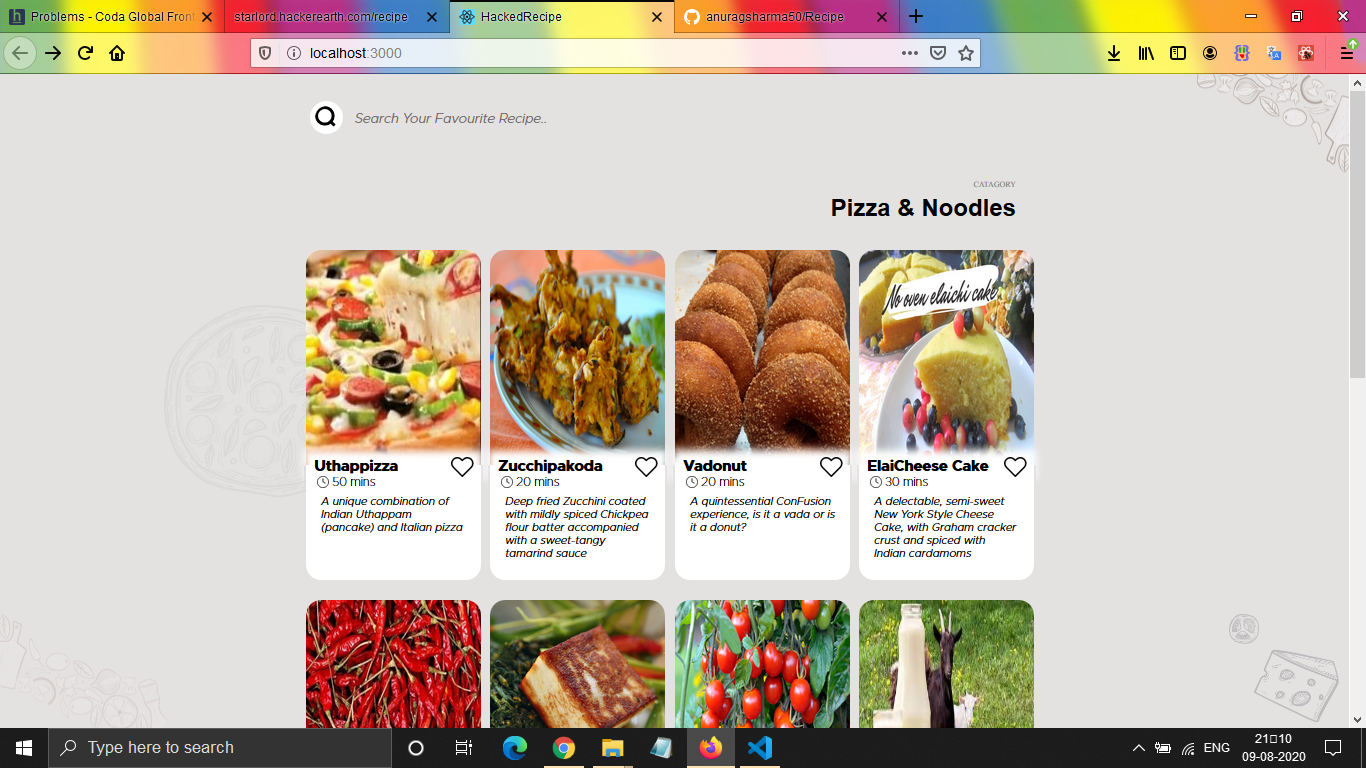 Problems - Coda Global Front
starlord.hackerearth.com/recipe
HackedRecipe
anuragsharma50/Recipe
localhost:3000
Search Your Favourite Recipe..
CATAGORY
Pizza & Noodles
No oven elaichi cake
Uthappizza
50 mins
A unique combination of
Indian Uthappam
(pancake) and Italian pizza
Zucchipakoda
20 mins
Deep fried Zucchini coated
with mildly spiced Chickpea
flour batter accompanied
with a sweet-tangy
tamarind sauce
Vadonut
20 mins
A quintessential ConFusion
experience, is it a vada or is
it a donut?
ElaiCheese Cake
30 mins
A delectable, semi-sweet
New York Style Cheese
Cake, with Graham cracker
crust and spiced with
Indian cardamoms
Type here to search
ENG
21▯10
09-08-2020